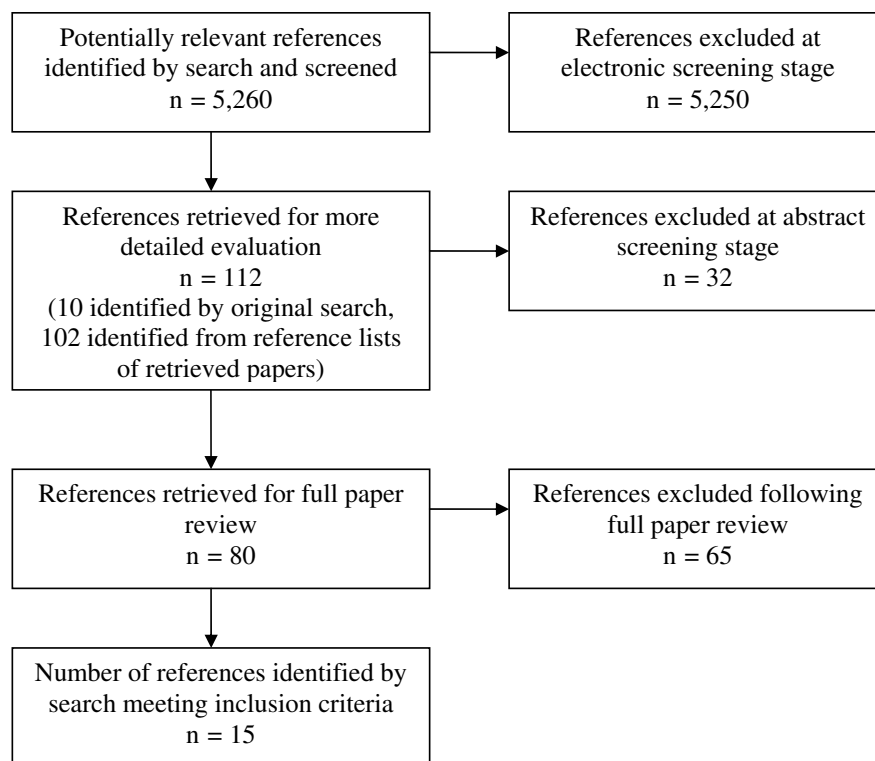 Potentially relevant references
identified by search and screened
n = 5,260
References excluded at
electronic screening stage
n = 5,250
References retrieved for more
detailed evaluation
n = 112
(10 identified by original search,
102 identified from reference lists
of retrieved papers)
References excluded at abstract
screening stage
n = 32
References retrieved for full paper
review
n = 80
References excluded following
full paper review
n = 65
Number of references identified by
search meeting inclusion criteria
n = 15